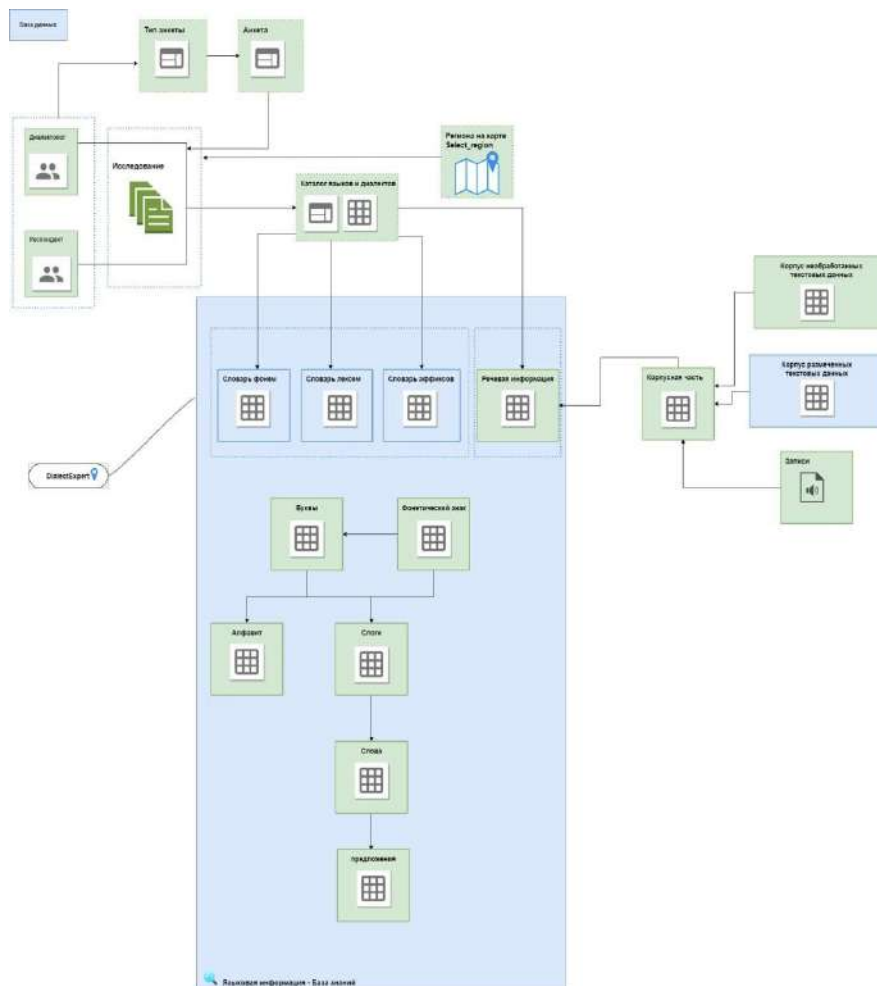 База данных
Тип анкеты
Анкета
Диалектолог
Исследование
Регионы на карте
Select_region
Каталог языков и диалектов
Респондент
Корпус необработанных
текстовых данных
Словарь фонем
Словарь лексем
Словарь аффиксов
Речевая информация
Корпусная часть
Корпус размеченных
текстовых данных
Записи
DialectExpert
Буквы
Фонетический знак
Алфавит
Слоги
Слова
предложения
Языковая информация - База знаний